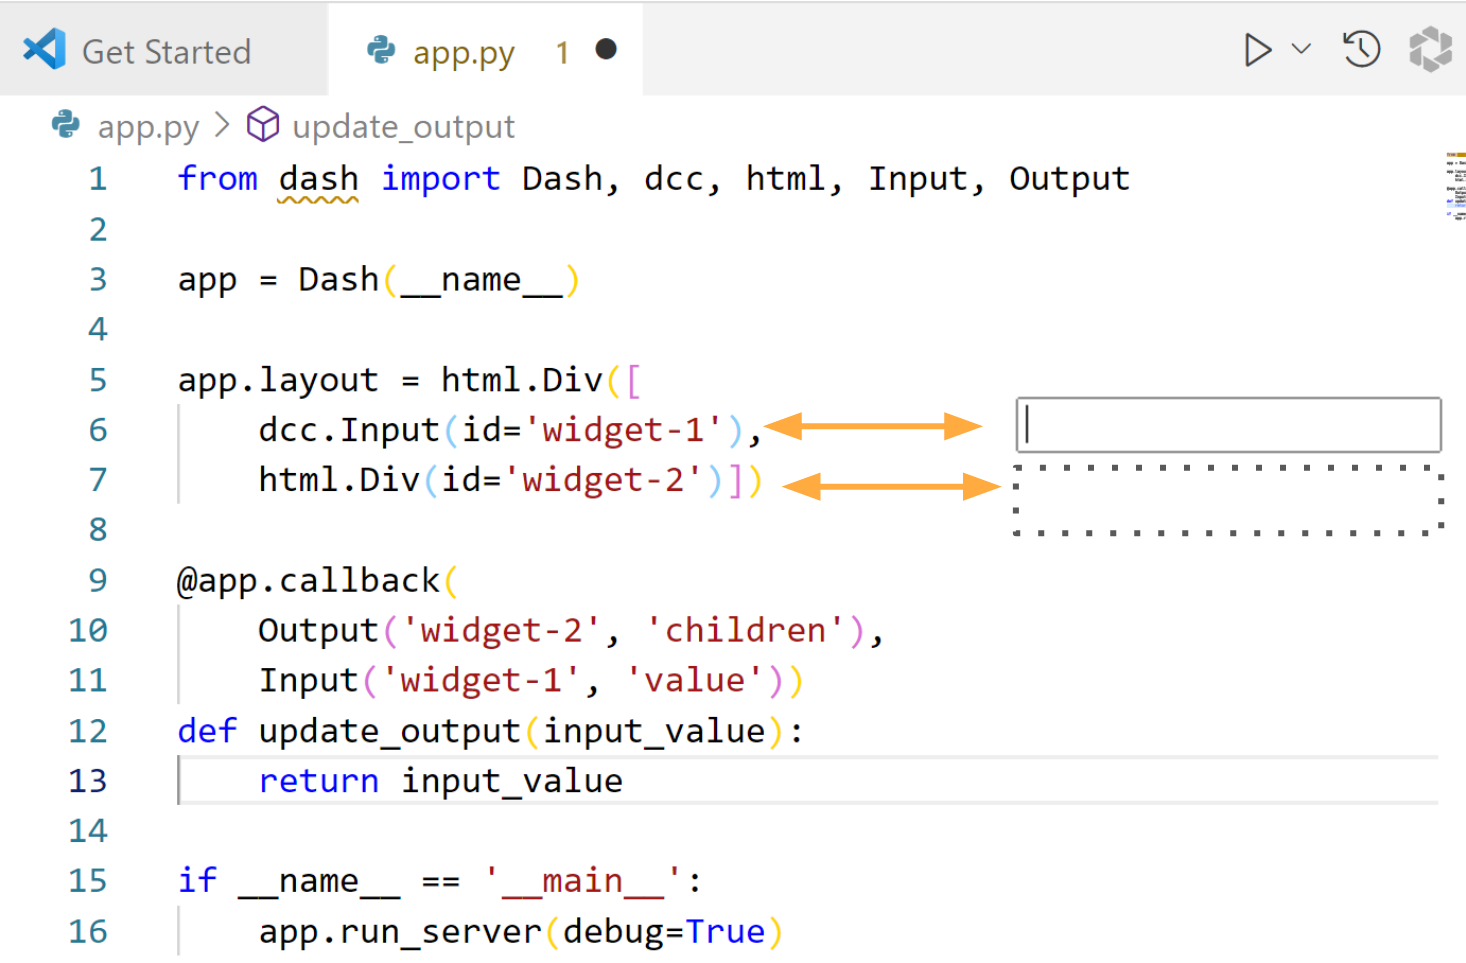 Get Started
app.py 1
app.py > update_output
1 from dash import Dash, dcc, html, Input, Output
2
3 app = Dash(__name__)
4
5 app.layout = html.Div([
6     dcc.Input(id='widget-1'),
7     html.Div(id='widget-2')])
8
9 @app.callback(
10     Output('widget-2', 'children'),
11     Input('widget-1', 'value'))
12 def update_output(input_value):
13     return input_value
14
15 if __name__ == '__main__':
16     app.run_server(debug=True)